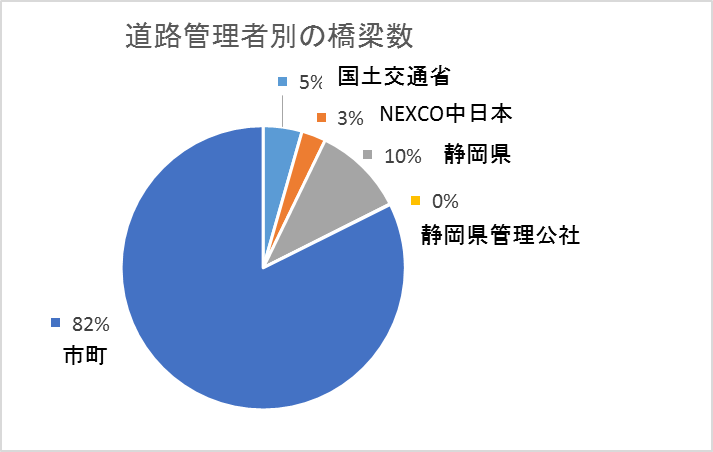 道路管理者別の橋梁数
5% 国土交通省
3% NEXCO中日本
10% 静岡県
0%
静岡県管理公社
82%
市町